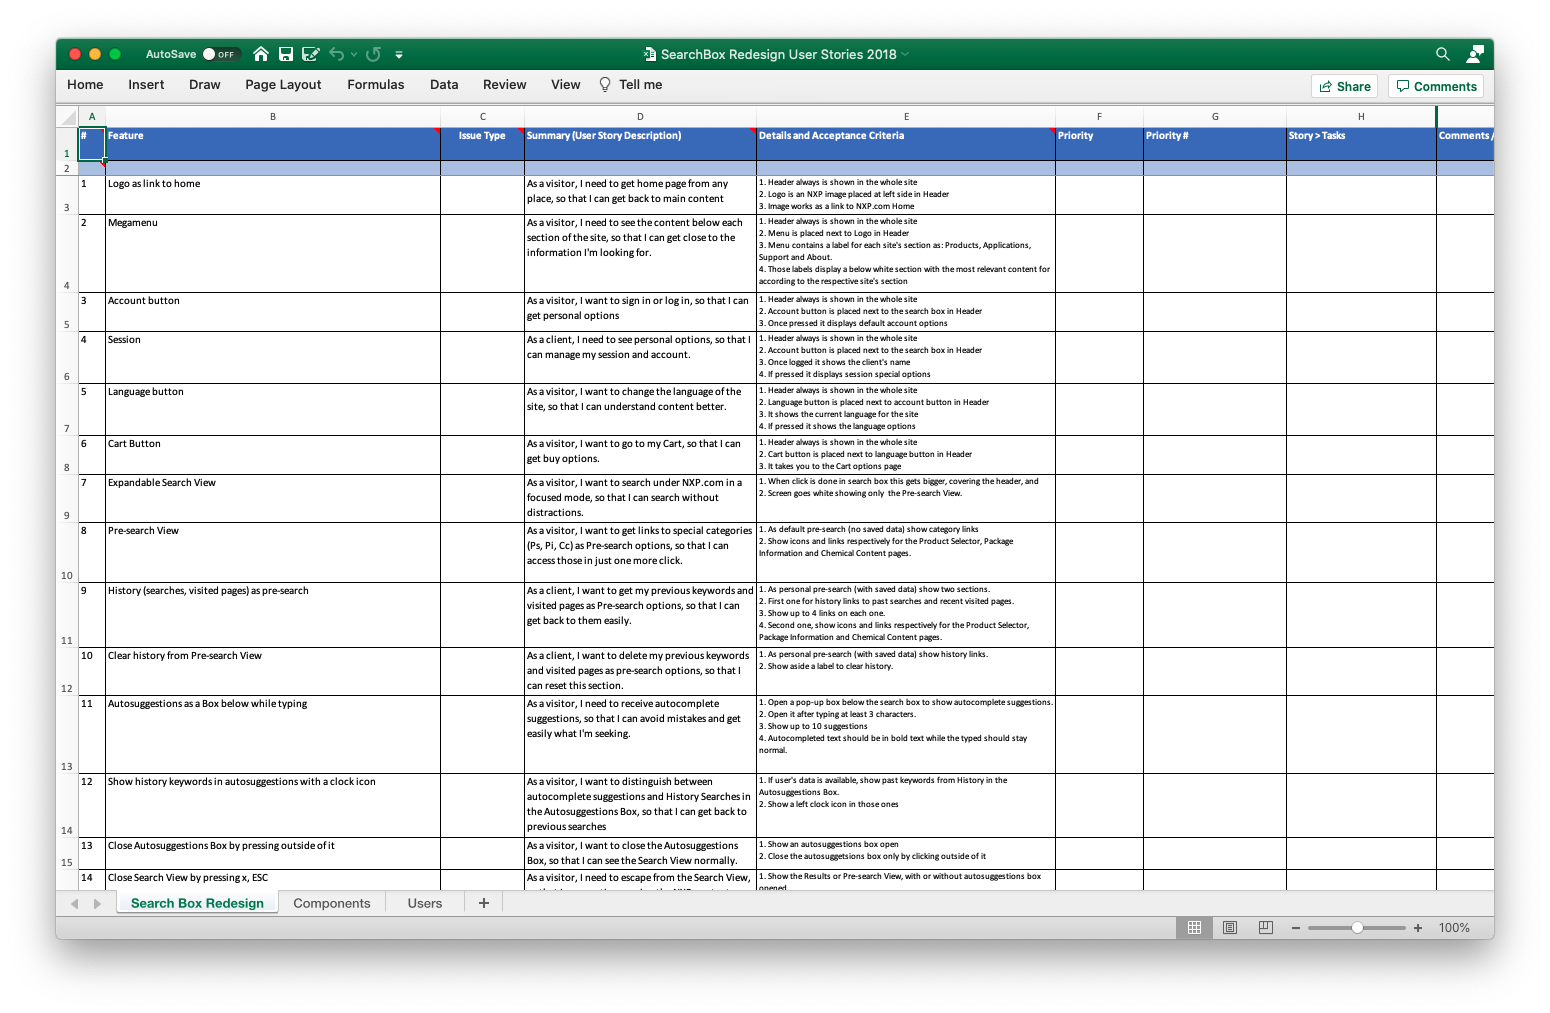 AutoSave OFF SearchBox Redesign User Stories 2018
Home Insert Draw Page Layout Formulas Data Review View Tell me Share Comments
A B C D E F G H
1 # Feature Issue Type Summary (User Story Description) Details and Acceptance Criteria Priority Priority # Story > Tasks Comments /
2
3
1
Logo as link to home
As a visitor, I need to get home page from any
place, so that I can get back to main content
1. Header always is shown in the whole site
2. Logo is an NXP image placed at left side in Header
3. Image works as a link to NXP.com Home
4
2
Megamenu
As a visitor, I need to see the content below each
section of the site, so that I can get close to the
information I'm looking for.
1. Header always is shown in the whole site
2. Menu is placed next to Logo in Header
3. Menu contains a label for each site's section as: Products, Applications,
Support and About.
4. Those labels display a below white section with the most relevant content for
according to the respective site's section
5
3
Account button
As a visitor, I want to sign in or log in, so that I can
get personal options
1. Header always is shown in the whole site
2. Account button is placed next to the search box in Header
3. Once pressed it displays default account options
6
4
Session
As a client, I need to see personal options, so that I
can manage my session and account.
1. Header always is shown in the whole site
2. Account button is placed next to the search box in Header
3. Once logged it shows the client's name
4. If pressed it displays session special options
7
5
Language button
As a visitor, I want to change the language of the
site, so that I can understand content better.
1. Header always is shown in the whole site
2. Language button is placed next to account button in Header
3. It shows the current language for the site
4. If pressed it shows the language options
8
6
Cart Button
As a visitor, I want to go to my Cart, so that I can
get buy options.
1. Header always is shown in the whole site
2. Cart button is placed next to language button in Header
3. It takes you to the Cart options page
9
7
Expandable Search View
As a visitor, I want to search under NXP.com in a
focused mode, so that I can search without
distractions.
1. When click is done in search box this gets bigger, covering the header, and
2. Screen goes white showing only the Pre-search View.
10
8
Pre-search View
As a visitor, I want to get links to special categories
(Ps, Pi, Cc) as Pre-search options, so that I can
access those in just one more click.
1. As default pre-search (no saved data) show category links
2. Show icons and links respectively for the Product Selector, Package
Information and Chemical Content pages.
11
9
History (searches, visited pages) as pre-search
As a client, I want to get my previous keywords and
visited pages as Pre-search options, so that I can
get back to them easily.
1. As personal pre-search (with saved data) show two sections.
2. First one for history links to past searches and recent visited pages.
3. Show up to 4 links on each one.
4. Second one, show icons and links respectively for the Product Selector,
Package Information and Chemical Content pages.
12
10
Clear history from Pre-search View
As a client, I want to delete my previous keywords
and visited pages as pre-search options, so that I
can reset this section.
1. As personal pre-search (with saved data) show history links.
2. Show aside a label to clear history.
13
11
Autosuggestions as a Box below while typing
As a visitor, I need to receive autocomplete
suggestions, so that I can avoid mistakes and get
easily what I'm seeking.
1. Open a pop-up box below the search box to show autocomplete suggestions.
2. Open it after typing at least 3 characters.
3. Show up to 10 suggestions
4. Autocompleted text should be in bold text while the typed should stay
normal.
14
12
Show history keywords in autosuggestions with a clock icon
As a visitor, I want to distinguish between
autocomplete suggestions and History Searches in
the Autosuggestions Box, so that I can get back to
previous searches
1. If user's data is available, show past keywords from History in the
Autosuggestions Box.
2. Show a left clock icon in those ones
15
13
Close Autosuggestions Box by pressing outside of it
As a visitor, I want to close the Autosuggestions
Box, so that I can see the Search View normally.
1. Show an autosuggestions box open
2. Close the autosuggetsions box only by clicking outside of it
14
Close Search View by pressing x, ESC
As a visitor, I need to escape from the Search View,
1. Show the Results or Pre-search View, with or without autosuggestions box
opened
Search Box Redesign Components Users +
100%